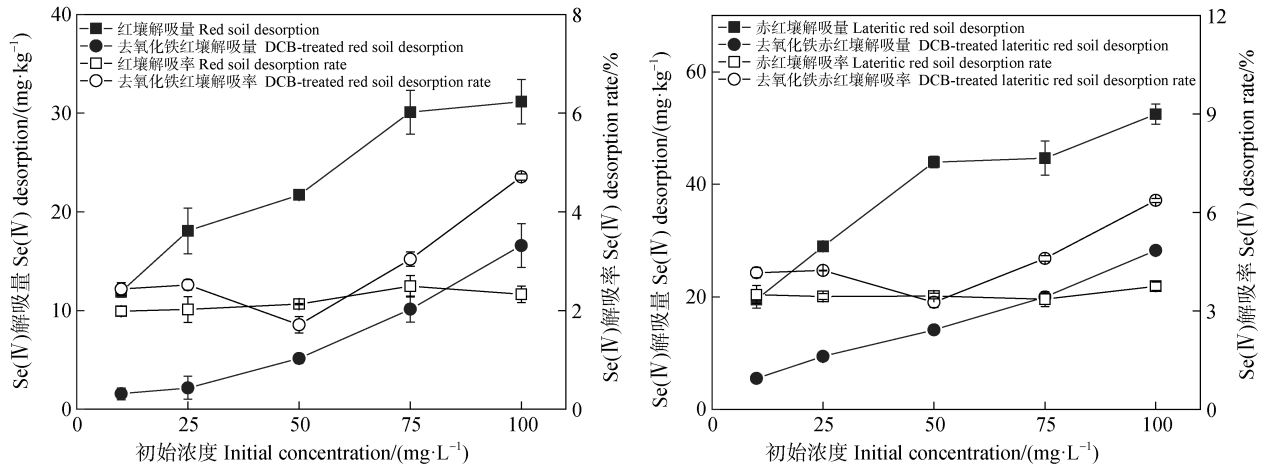 红壤解吸量 Red soil desorption
去氧化铁红壤解吸量 DCB-treated red soil desorption
红壤解吸率 Red soil desorption rate
去氧化铁红壤解吸率 DCB-treated red soil desorption rate
Se(Ⅳ)解吸量 Se(Ⅳ) desorption/(mg·kg⁻¹)
40
30
20
10
0
8
6
4
2
0
Se(Ⅳ)解吸率 Se(Ⅳ) desorption rate/%
0 25 50 75 100
初始浓度 Initial concentration/(mg·L⁻¹)
赤红壤解吸量 Lateritic red soil desorption
去氧化铁赤红壤解吸量 DCB-treated lateritic red soil desorption
赤红壤解吸率 Lateritic red soil desorption rate
去氧化铁赤红壤解吸率 DCB-treated lateritic red soil desorption rate
Se(Ⅳ)解吸量 Se(Ⅳ) desorption/(mg·kg⁻¹)
60
40
20
0
12
9
6
3
0
Se(Ⅳ)解吸率 Se(Ⅳ) desorption rate/%
0 25 50 75 100
初始浓度 Initial concentration/(mg·L⁻¹)